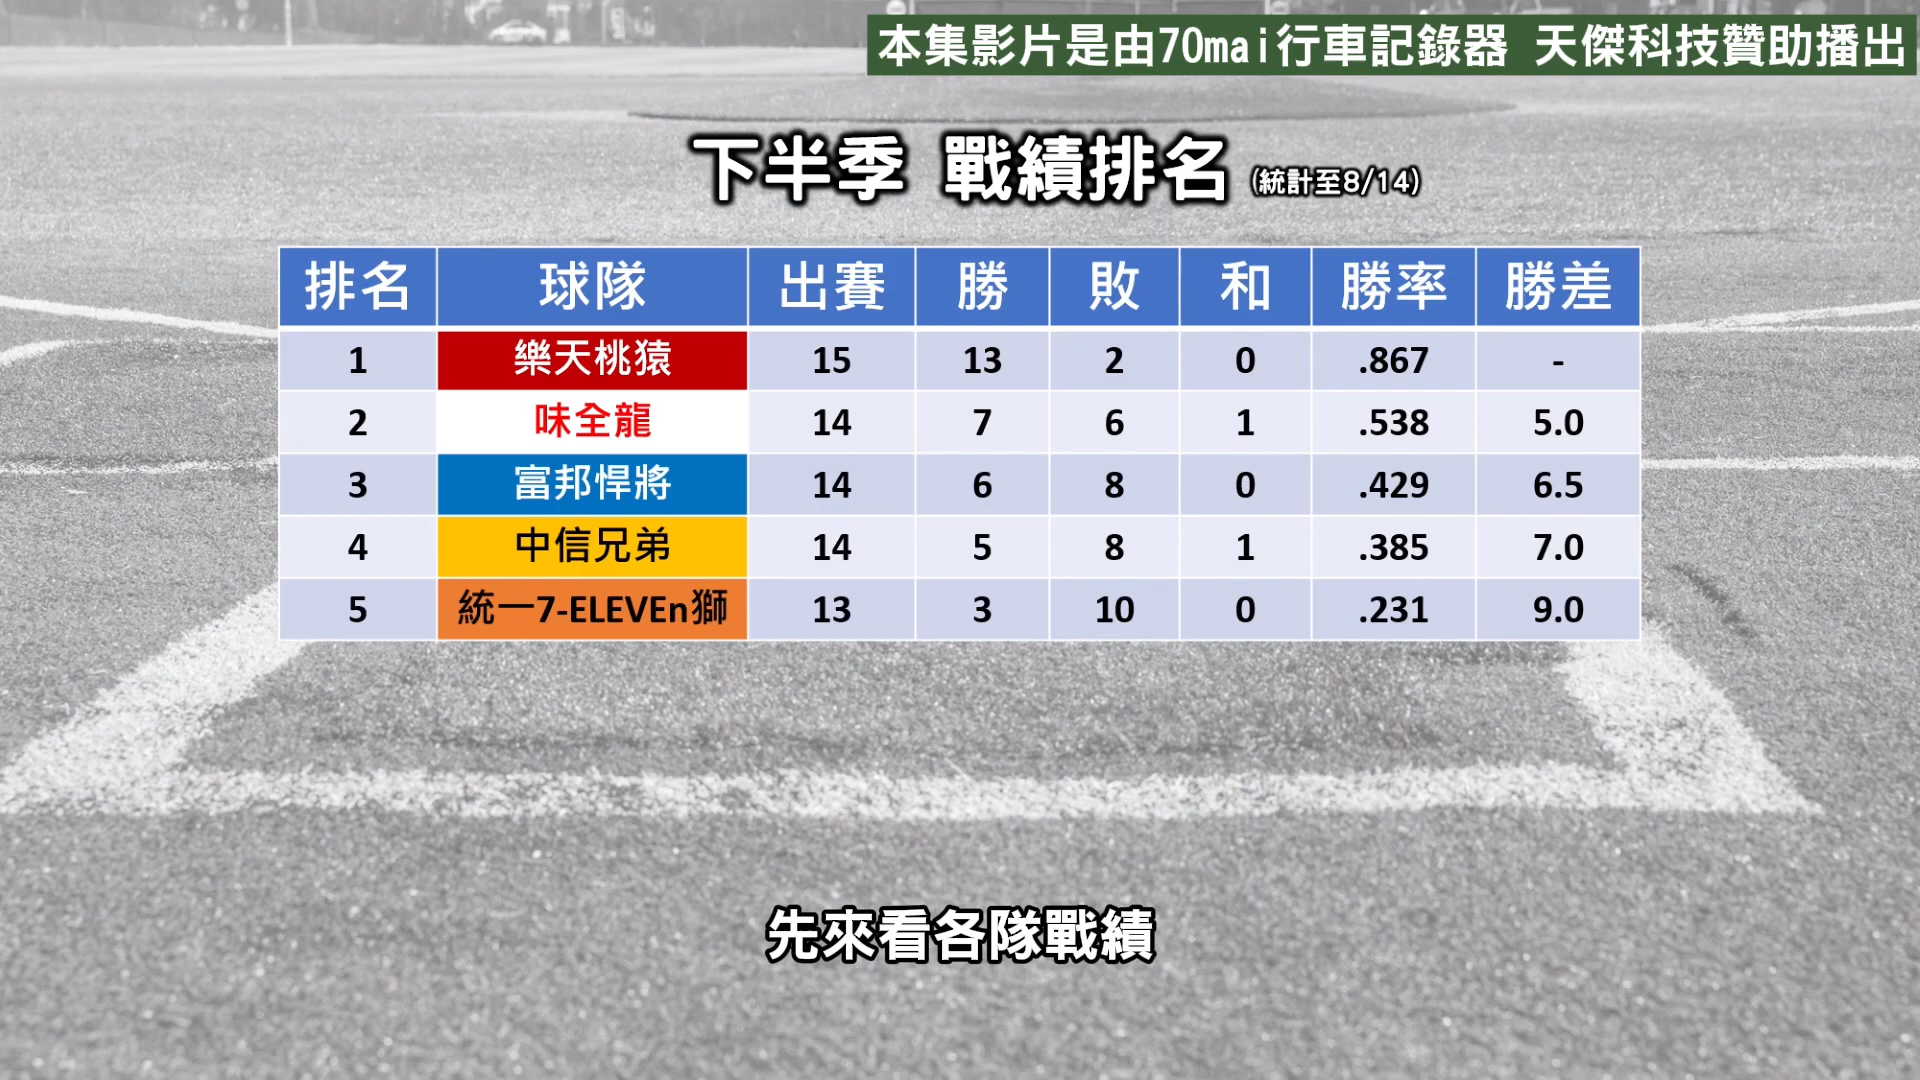 本集影片是由70mai行車記錄器 天傑科技贊助播出
下半季 戰績排名 (統計至8/14)
排名 球隊 出賽 勝 敗 和 勝率 勝差
1 樂天桃猿 15 13 2 0 .867 -
2 味全龍 14 7 6 1 .538 5.0
3 富邦悍將 14 6 8 0 .429 6.5
4 中信兄弟 14 5 8 1 .385 7.0
5 統一7-ELEVEn獅 13 3 10 0 .231 9.0
先來看各隊戰績